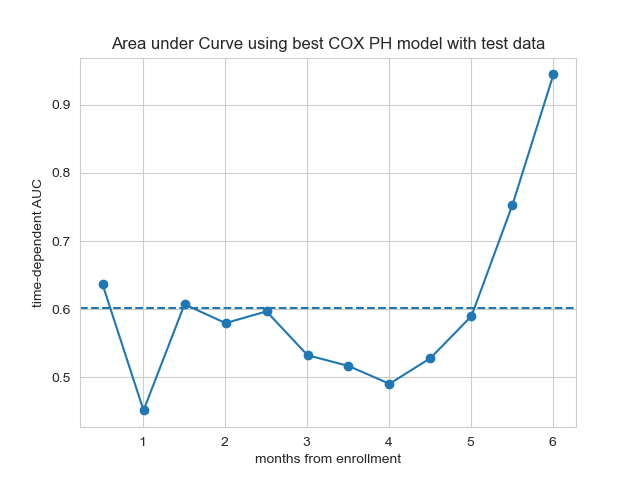 Area under Curve using best COX PH model with test data
time-dependent AUC
0.9
0.8
0.7
0.6
0.5
1 2 3 4 5 6
months from enrollment